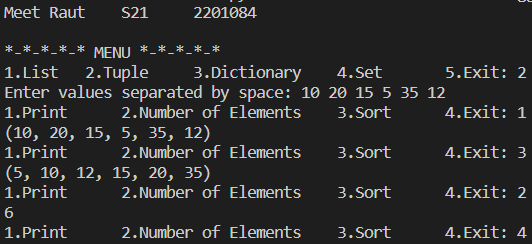 Meet Raut    S21     2201084
*-*-*-*-* MENU *-*-*-*-*
1.List   2.Tuple     3.Dictionary    4.Set       5.Exit: 2
Enter values separated by space: 10 20 15 5 35 12
1.Print      2.Number of Elements    3.Sort      4.Exit: 1
(10, 20, 15, 5, 35, 12)
1.Print      2.Number of Elements    3.Sort      4.Exit: 3
(5, 10, 12, 15, 20, 35)
1.Print      2.Number of Elements    3.Sort      4.Exit: 2
6
1.Print      2.Number of Elements    3.Sort      4.Exit: 4